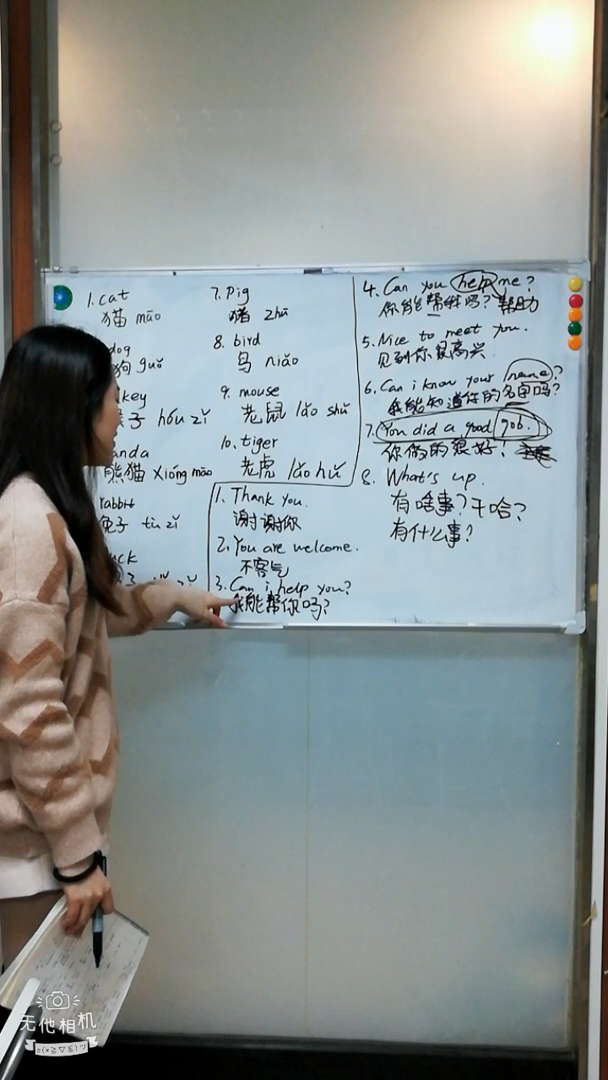 1. cat
猫 māo
dog
狗 gǒu
key
子 hóu zǐ
anda
熊猫 xióng māo
rabbit
兔子 tù zǐ
uck
7. Pig
猪 zhū
8. bird
鸟 niǎo
9. mouse
老鼠 lǎo shǔ
10. tiger
老虎 lǎo hǔ
1. Thank you.
谢谢你
2. You are welcome.
不客气
3. Can i help you?
我能帮你吗?
4. Can you help me?
你能帮我吗? 帮助
5. Nice to meet you.
见到你很高兴.
6. Can i know your name?
我能知道你的名字吗?
7. You did a good job.
你做的很好.
8. What's up.
有啥事? 干哈?
有什么事?
无他相机